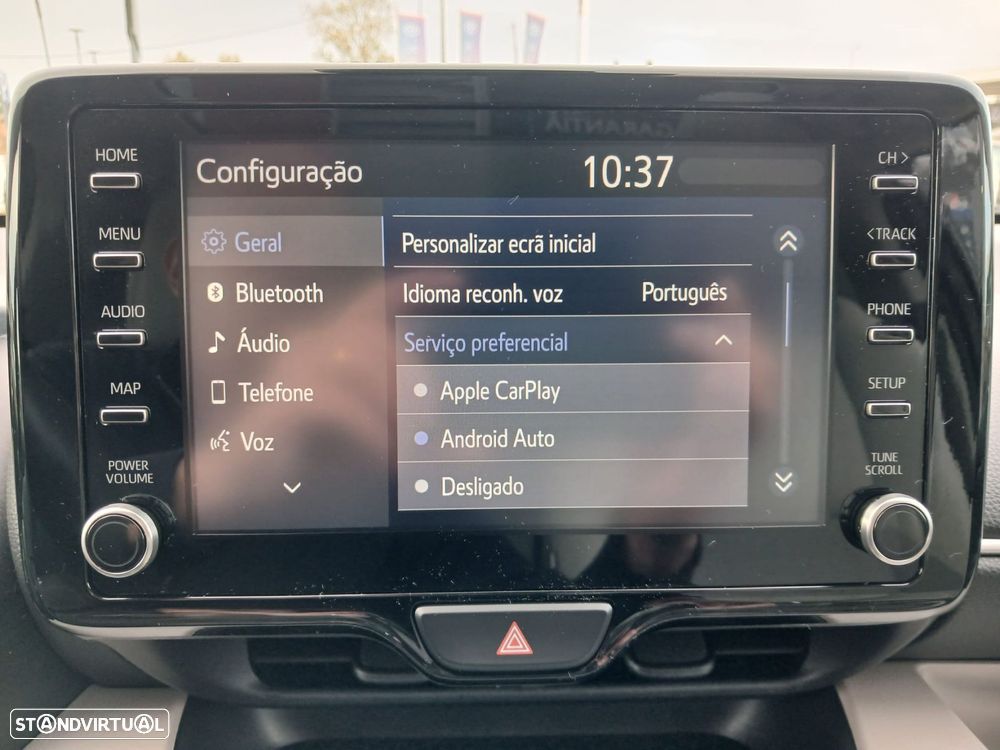 GARANTIA
HOME
MENU
AUDIO
MAP
POWER
VOLUME
Configuração 10:37
Geral
Bluetooth
Áudio
Telefone
Voz
Personalizar ecrã inicial
Idioma reconh. voz Português
Serviço preferencial
Apple CarPlay
Android Auto
Desligado
CH >
< TRACK
PHONE
SETUP
TUNE
SCROLL
STANDVIRTUAL